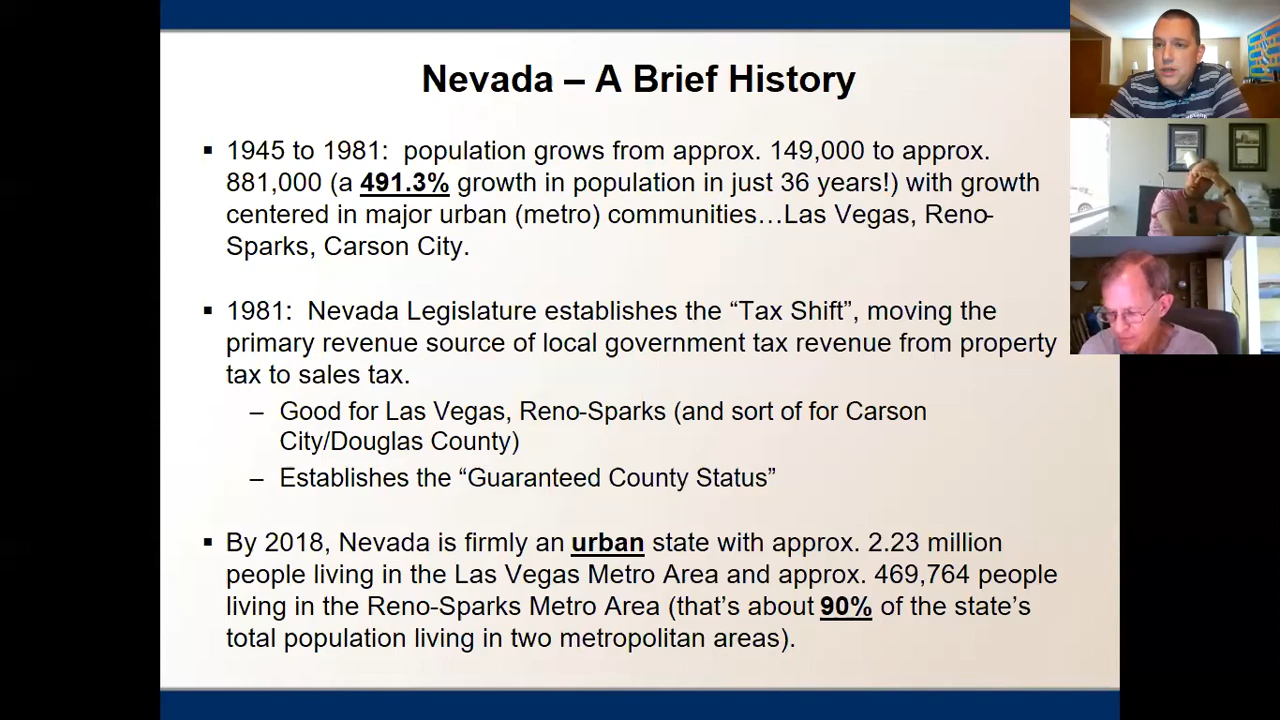 Nevada – A Brief History
▪ 1945 to 1981:  population grows from approx. 149,000 to approx.
881,000 (a 491.3% growth in population in just 36 years!) with growth
centered in major urban (metro) communities…Las Vegas, Reno-
Sparks, Carson City.
▪ 1981:  Nevada Legislature establishes the “Tax Shift”, moving the
primary revenue source of local government tax revenue from property
tax to sales tax.
– Good for Las Vegas, Reno-Sparks (and sort of for Carson
City/Douglas County)
– Establishes the “Guaranteed County Status”
▪ By 2018, Nevada is firmly an urban state with approx. 2.23 million
people living in the Las Vegas Metro Area and approx. 469,764 people
living in the Reno-Sparks Metro Area (that’s about 90% of the state’s
total population living in two metropolitan areas).